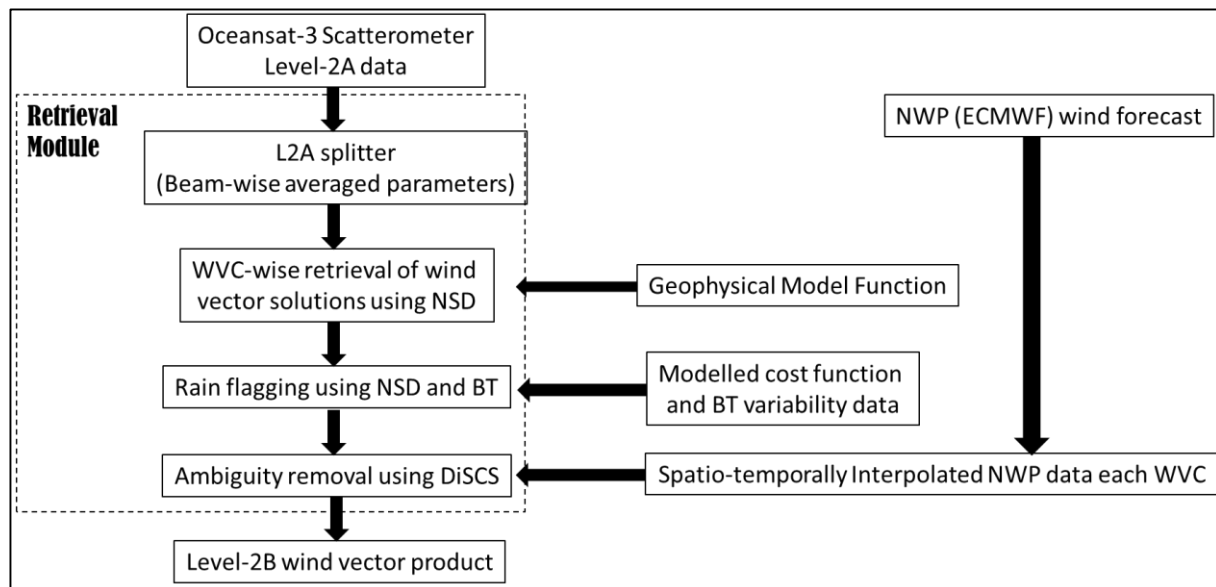 Oceansat-3 Scatterometer
Level-2A data
Retrieval
Module
L2A splitter
(Beam-wise averaged parameters)
NWP (ECMWF) wind forecast
WVC-wise retrieval of wind
vector solutions using NSD
Geophysical Model Function
Rain flagging using NSD and BT
Modelled cost function
and BT variability data
Ambiguity removal using DiSCS
Spatio-temporally Interpolated NWP data each WVC
Level-2B wind vector product